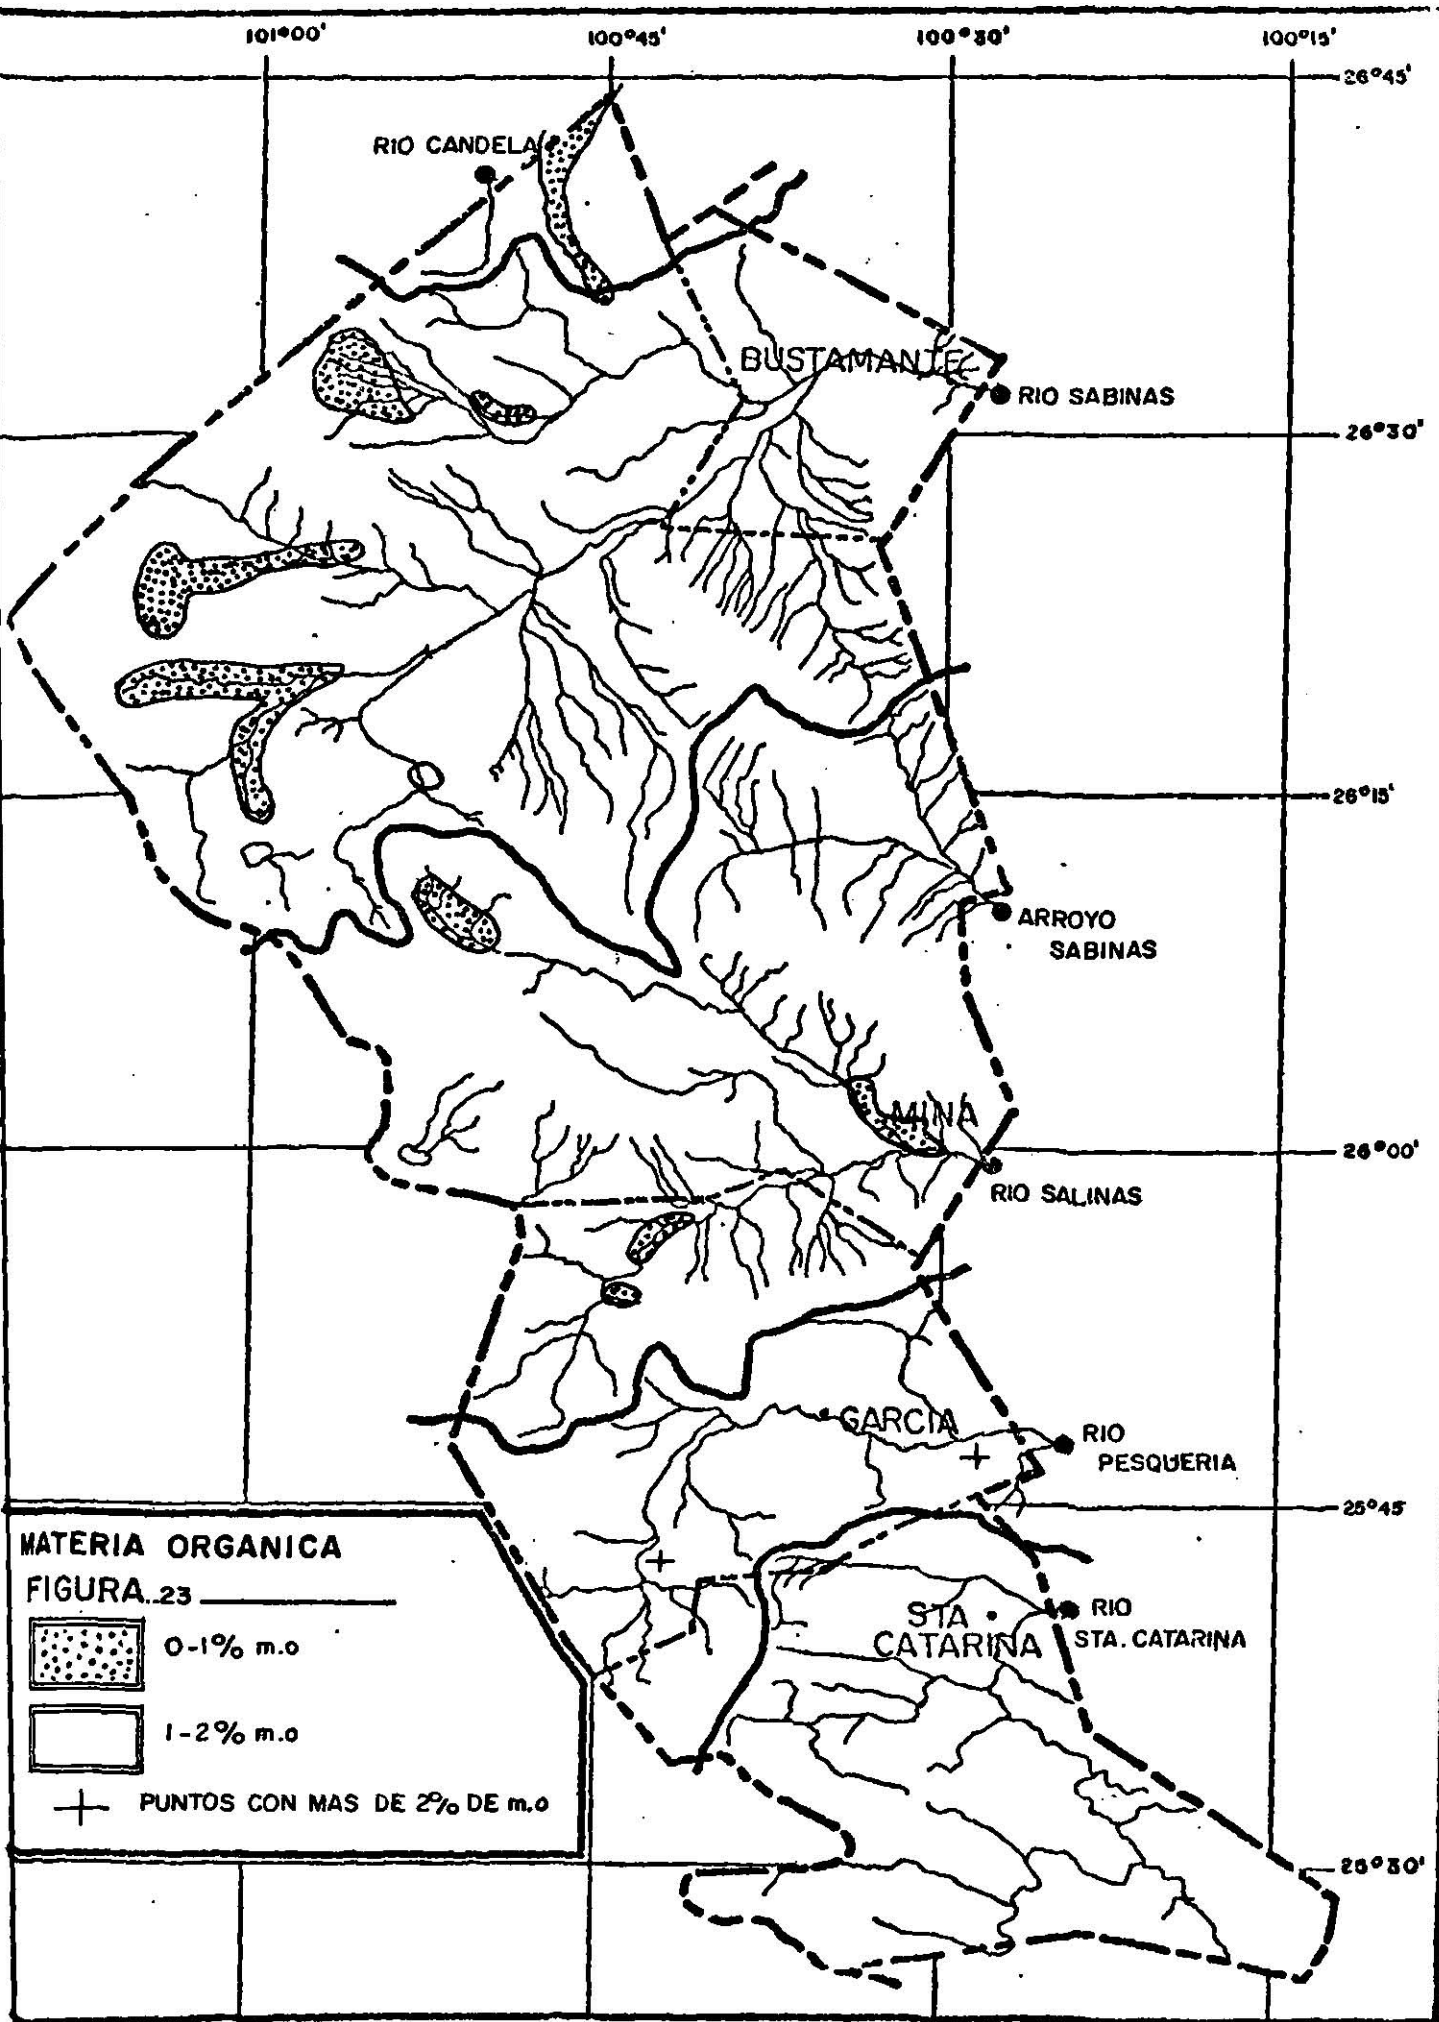 101°00'
100°45'
100°30'
100°15'
26°45'
RIO CANDELA
BUSTAMANTE
RIO SABINAS
26°30'
26°15'
ARROYO
SABINAS
MINA
26°00'
RIO SALINAS
GARCIA
RIO
PESQUERIA
25°45'
MATERIA ORGANICA
FIGURA..23
0-1% m.o
1-2% m.o
PUNTOS CON MAS DE 2% DE m.o
STA
CATARINA
RIO
STA. CATARINA
25°30'